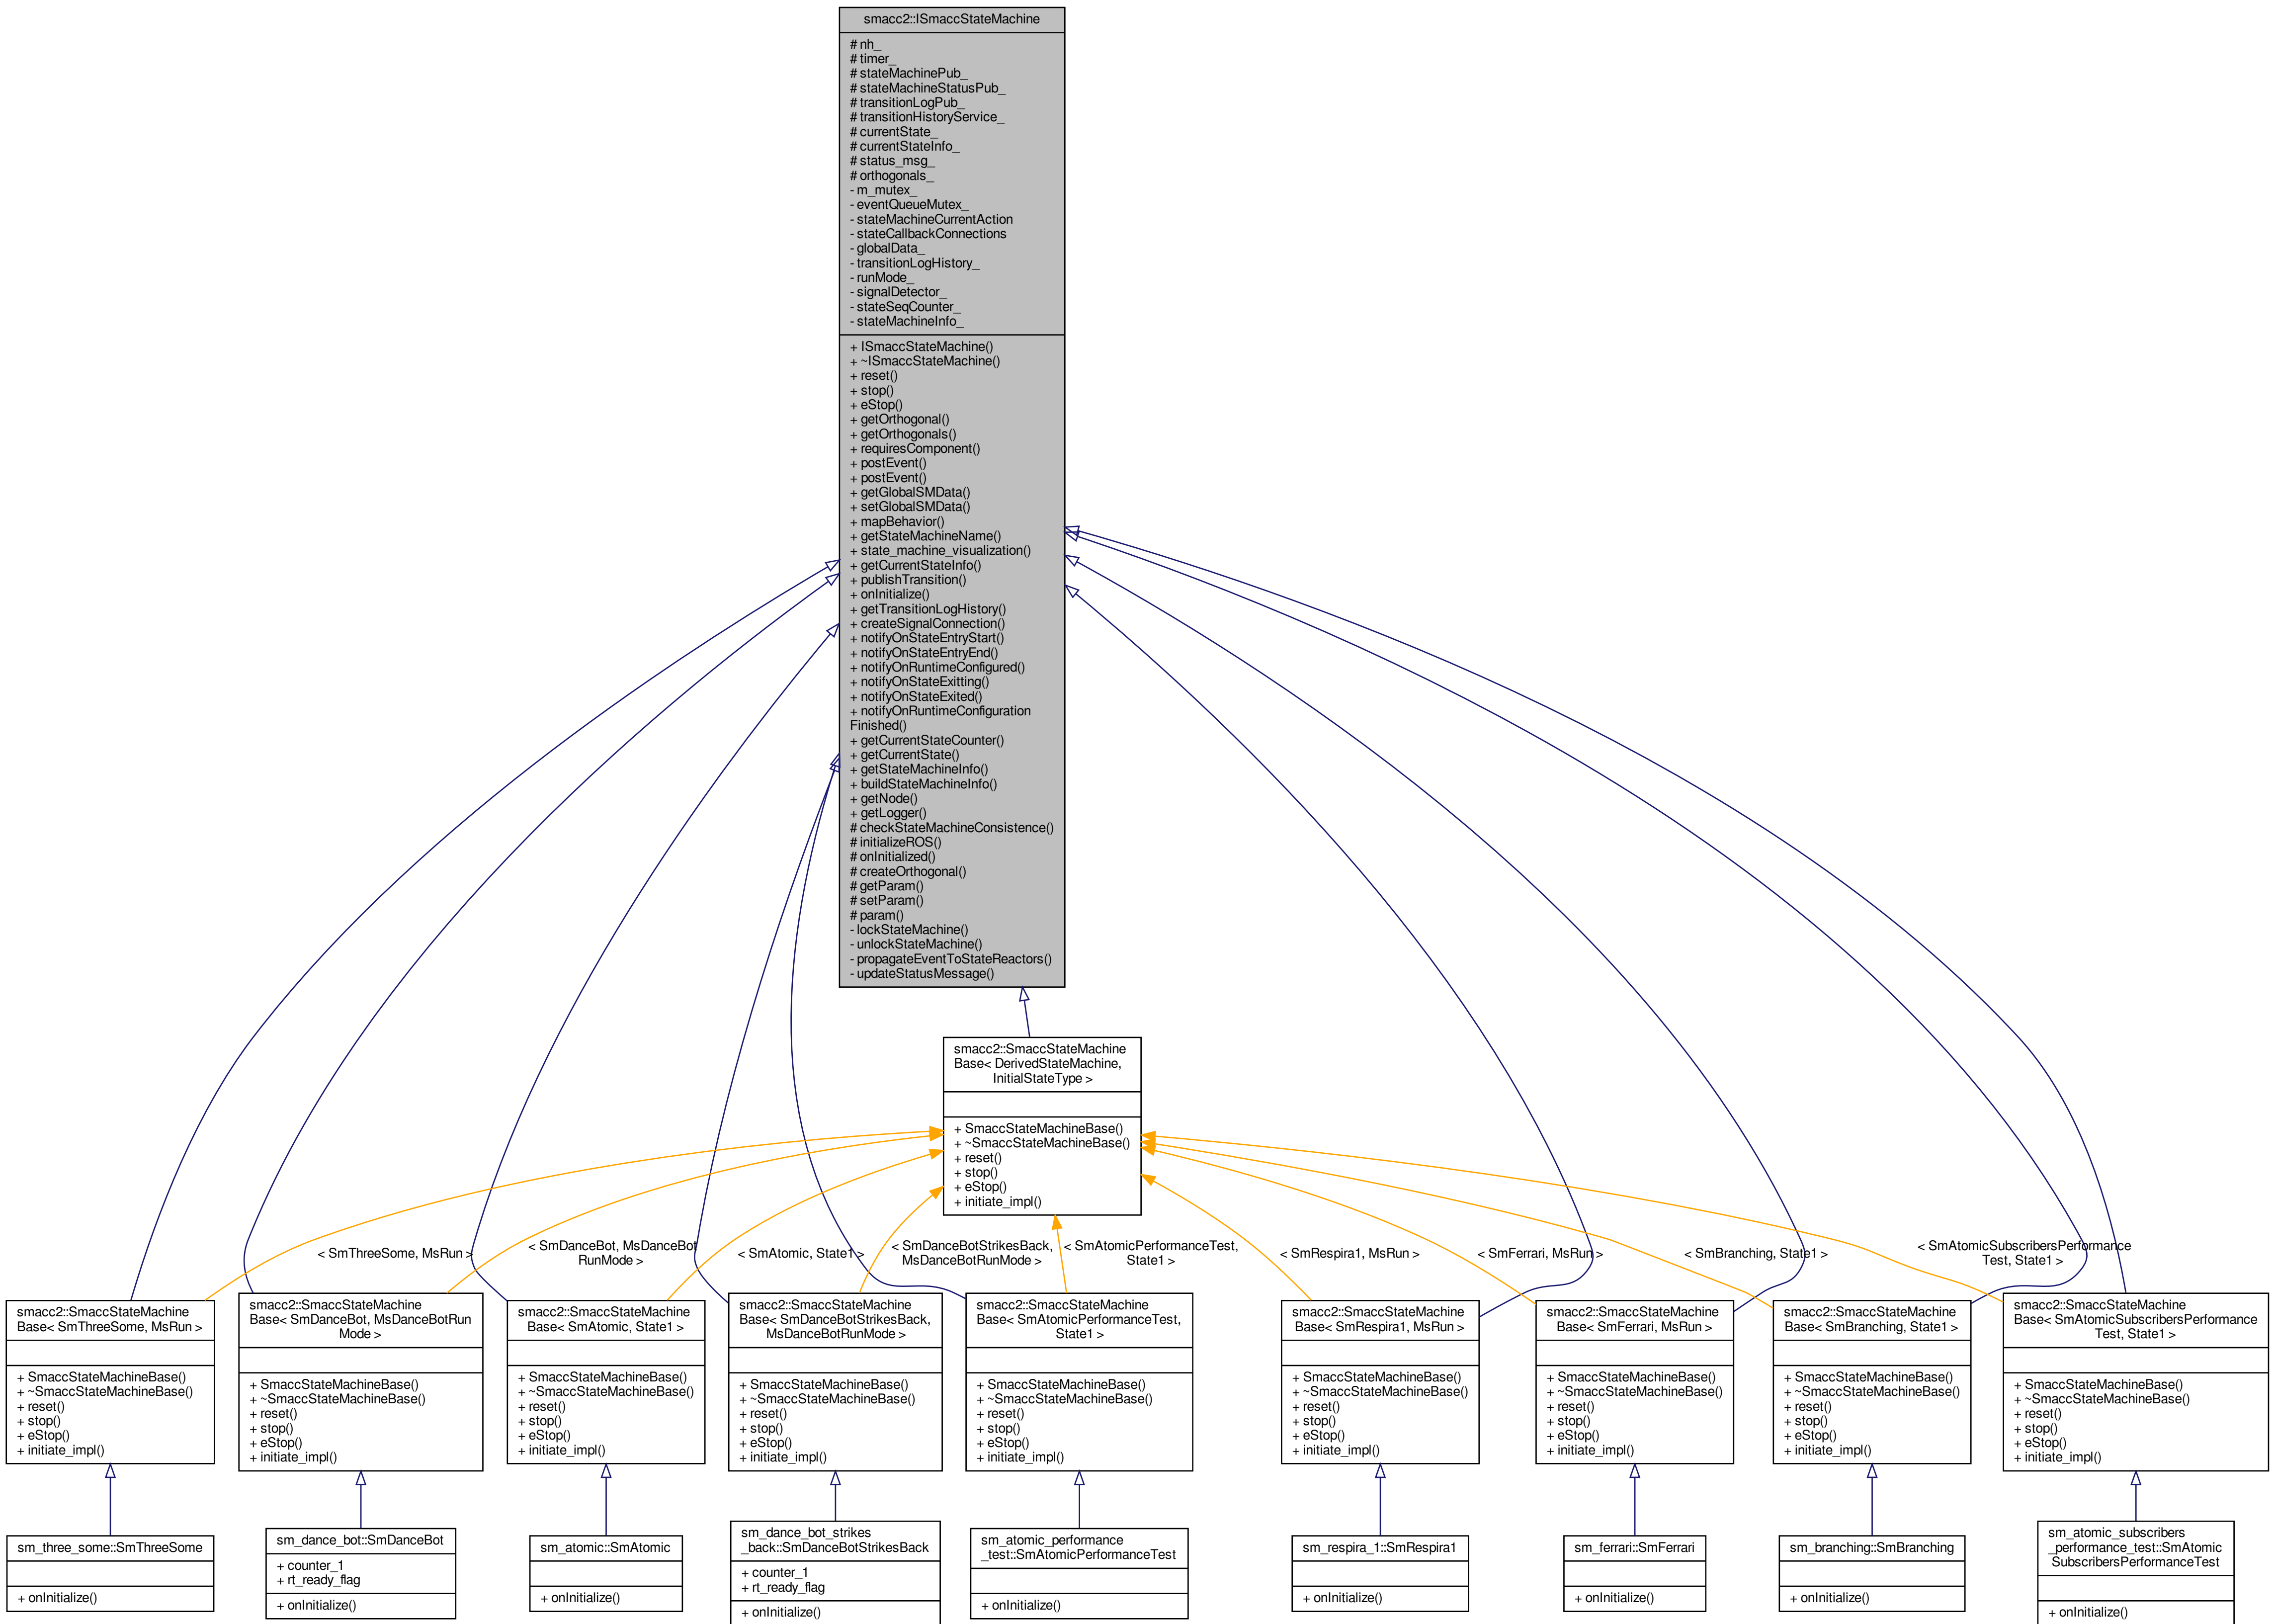 smacc2::ISmaccStateMachine
# nh_
# timer_
# stateMachinePub_
# stateMachineStatusPub_
# transitionLogPub_
# transitionHistoryService_
# currentState_
# currentStateInfo_
# status_msg_
# orthogonals_
- m_mutex_
- eventQueueMutex_
- stateMachineCurrentAction
- stateCallbackConnections
- globalData_
- transitionLogHistory_
- runMode_
- signalDetector_
- stateSeqCounter_
- stateMachineInfo_
+ ISmaccStateMachine()
+ ~ISmaccStateMachine()
+ reset()
+ stop()
+ eStop()
+ getOrthogonal()
+ getOrthogonals()
+ requiresComponent()
+ postEvent()
+ postEvent()
+ getGlobalSMData()
+ setGlobalSMData()
+ mapBehavior()
+ getStateMachineName()
+ state_machine_visualization()
+ getCurrentStateInfo()
+ publishTransition()
+ onInitialize()
+ getTransitionLogHistory()
+ createSignalConnection()
+ notifyOnStateEntryStart()
+ notifyOnStateEntryEnd()
+ notifyOnRuntimeConfigured()
+ notifyOnStateExitting()
+ notifyOnStateExited()
+ notifyOnRuntimeConfiguration
Finished()
+ getCurrentStateCounter()
+ getCurrentState()
+ getStateMachineInfo()
+ buildStateMachineInfo()
+ getNode()
+ getLogger()
# checkStateMachineConsistence()
# initializeROS()
# onInitialized()
# createOrthogonal()
# getParam()
# setParam()
# param()
- lockStateMachine()
- unlockStateMachine()
- propagateEventToStateReactors()
- updateStatusMessage()
smacc2::SmaccStateMachine
Base< DerivedStateMachine,
InitialStateType >
+ SmaccStateMachineBase()
+ ~SmaccStateMachineBase()
+ reset()
+ stop()
+ eStop()
+ initiate_impl()
< SmThreeSome, MsRun >
< SmDanceBot, MsDanceBot
RunMode >
< SmAtomic, State1 >
< SmDanceBotStrikesBack,
MsDanceBotRunMode >
< SmAtomicPerformanceTest,
State1 >
< SmRespira1, MsRun >
< SmFerrari, MsRun >
< SmBranching, State1 >
< SmAtomicSubscribersPerformance
Test, State1 >
smacc2::SmaccStateMachine
Base< SmThreeSome, MsRun >
+ SmaccStateMachineBase()
+ ~SmaccStateMachineBase()
+ reset()
+ stop()
+ eStop()
+ initiate_impl()
smacc2::SmaccStateMachine
Base< SmDanceBot, MsDanceBotRun
Mode >
+ SmaccStateMachineBase()
+ ~SmaccStateMachineBase()
+ reset()
+ stop()
+ eStop()
+ initiate_impl()
smacc2::SmaccStateMachine
Base< SmAtomic, State1 >
+ SmaccStateMachineBase()
+ ~SmaccStateMachineBase()
+ reset()
+ stop()
+ eStop()
+ initiate_impl()
smacc2::SmaccStateMachine
Base< SmDanceBotStrikesBack,
MsDanceBotRunMode >
+ SmaccStateMachineBase()
+ ~SmaccStateMachineBase()
+ reset()
+ stop()
+ eStop()
+ initiate_impl()
smacc2::SmaccStateMachine
Base< SmAtomicPerformanceTest,
State1 >
+ SmaccStateMachineBase()
+ ~SmaccStateMachineBase()
+ reset()
+ stop()
+ eStop()
+ initiate_impl()
smacc2::SmaccStateMachine
Base< SmRespira1, MsRun >
+ SmaccStateMachineBase()
+ ~SmaccStateMachineBase()
+ reset()
+ stop()
+ eStop()
+ initiate_impl()
smacc2::SmaccStateMachine
Base< SmFerrari, MsRun >
+ SmaccStateMachineBase()
+ ~SmaccStateMachineBase()
+ reset()
+ stop()
+ eStop()
+ initiate_impl()
smacc2::SmaccStateMachine
Base< SmBranching, State1 >
+ SmaccStateMachineBase()
+ ~SmaccStateMachineBase()
+ reset()
+ stop()
+ eStop()
+ initiate_impl()
smacc2::SmaccStateMachine
Base< SmAtomicSubscribersPerformance
Test, State1 >
+ SmaccStateMachineBase()
+ ~SmaccStateMachineBase()
+ reset()
+ stop()
+ eStop()
+ initiate_impl()
sm_three_some::SmThreeSome
+ onInitialize()
sm_dance_bot::SmDanceBot
+ counter_1
+ rt_ready_flag
+ onInitialize()
sm_atomic::SmAtomic
+ onInitialize()
sm_dance_bot_strikes
_back::SmDanceBotStrikesBack
+ counter_1
+ rt_ready_flag
+ onInitialize()
sm_atomic_performance
_test::SmAtomicPerformanceTest
+ onInitialize()
sm_respira_1::SmRespira1
+ onInitialize()
sm_ferrari::SmFerrari
+ onInitialize()
sm_branching::SmBranching
+ onInitialize()
sm_atomic_subscribers
_performance_test::SmAtomic
SubscribersPerformanceTest
+ onInitialize()